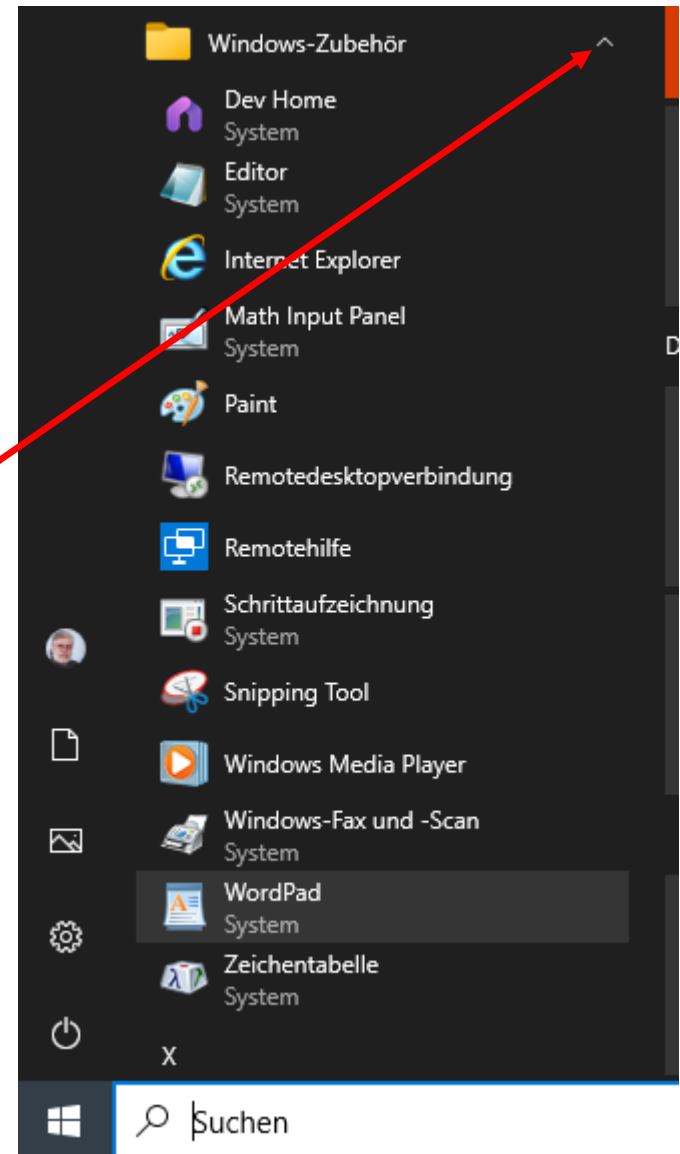 Windows-Zubehör
Dev Home
System
Editor
System
Internet Explorer
Math Input Panel
System
D
Paint
Remotedesktopverbindung
Remotehilfe
Schrittaufzeichnung
System
Snipping Tool
Windows Media Player
Windows-Fax und -Scan
System
WordPad
System
Zeichentabelle
System
X
Suchen